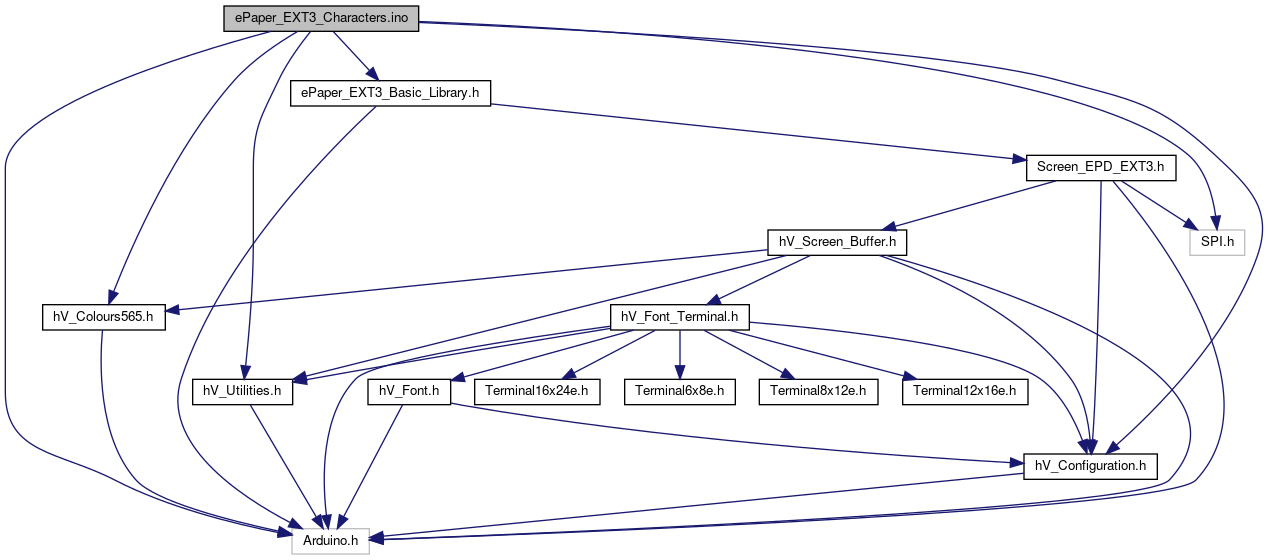 ePaper_EXT3_Characters.ino
ePaper_EXT3_Basic_Library.h
Screen_EPD_EXT3.h
hV_Screen_Buffer.h
SPI.h
hV_Colours565.h
hV_Font_Terminal.h
hV_Utilities.h
hV_Font.h
Terminal16x24e.h
Terminal6x8e.h
Terminal8x12e.h
Terminal12x16e.h
hV_Configuration.h
Arduino.h